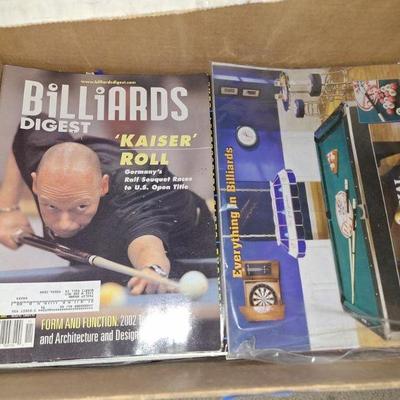 www.billiardsdigest.com
BiLLiARDS
DIGEST
'KAISER'
ROLL
Germany's
Ralf Souquet Races
to U.S. Open Title
FORM AND FUNCTION: 2002
and Architecture and Design
Everything In Billiards